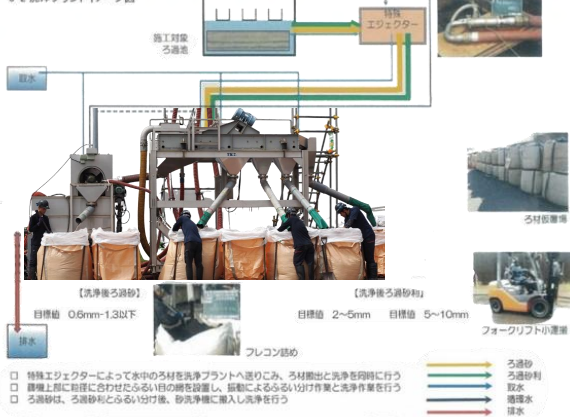 施工対象
ろ過池
特殊
エジェクター
取水
ろ材仮置場
【洗浄後ろ過砂】
目標値 0.6mm-1.3以下
【洗浄後ろ過砂利】
目標値 2～5mm 目標値 5～10mm
フォークリフト小運搬
排水
フレコン詰め
□ 特殊エジェクターによって水中のろ材を洗浄プラントへ送りこみ、ろ材搬出と洗浄を同時に行う
□ 機上部に粒径に合わせたふるい目の網を設置し、振動によるふるい分け作業と洗浄作業を行う
□ ろ過砂は、ろ過砂利とふるい分け後、砂洗浄機に搬入し洗浄を行う
ろ過砂
ろ過砂利
取水
循環水
排水